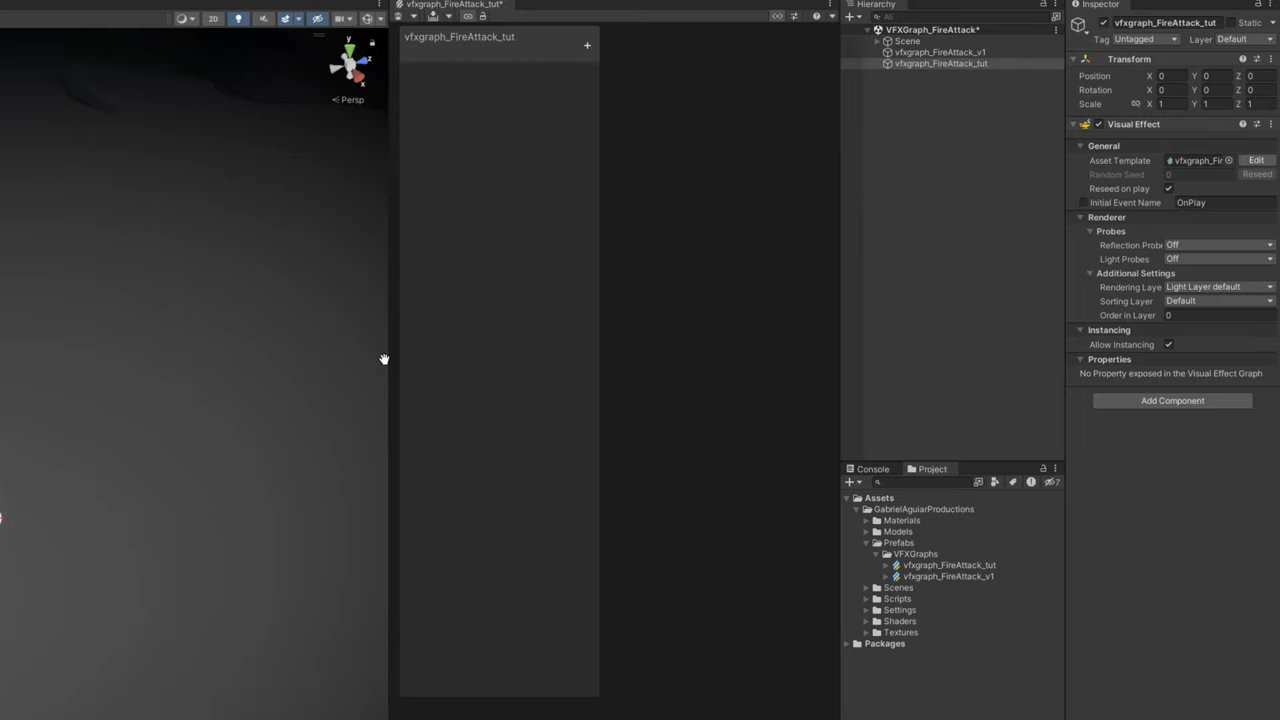 2D
y
z
x
Persp
vfxgraph_FireAttack_tut*
vfxgraph_FireAttack_tut
+
Hierarchy
All
VFXGraph_FireAttack*
Scene
vfxgraph_FireAttack_v1
vfxgraph_FireAttack_tut
Console
Project
7
Assets
GabrielAguiarProductions
Materials
Models
Prefabs
VFXGraphs
vfxgraph_FireAttack_tut
vfxgraph_FireAttack_v1
Scenes
Scripts
Settings
Shaders
Textures
Packages
Inspector
vfxgraph_FireAttack_tut
Static
Tag Untagged Layer Default
Transform
Position X 0 Y 0 Z 0
Rotation X 0 Y 0 Z 0
Scale X 1 Y 1 Z 1
Visual Effect
General
Asset Template vfxgraph_Fir Edit
Random Seed 0 Reseed
Reseed on play
Initial Event Name OnPlay
Renderer
Probes
Reflection Probe Off
Light Probes Off
Additional Settings
Rendering Laye Light Layer default
Sorting Layer Default
Order in Layer 0
Instancing
Allow Instancing
Properties
No Property exposed in the Visual Effect Graph
Add Component